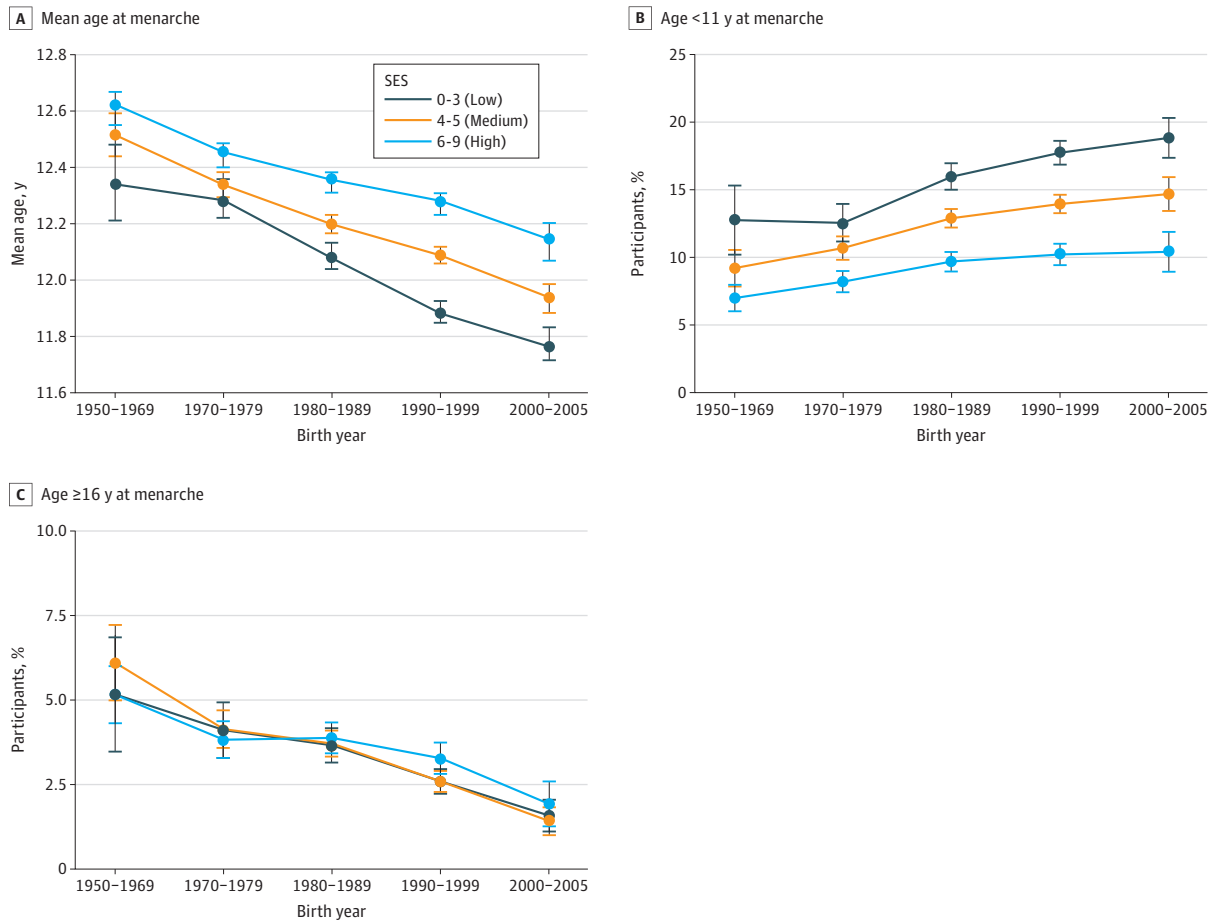 A Mean age at menarche
12.8
12.6
12.4
12.2
12.0
11.8
11.6
Mean age, y
SES
0-3 (Low)
4-5 (Medium)
6-9 (High)
1950–1969 1970–1979 1980–1989 1990–1999 2000–2005
Birth year
B Age <11 y at menarche
25
20
15
10
5
0
Participants, %
1950–1969 1970–1979 1980–1989 1990–1999 2000–2005
Birth year
C Age ≥16 y at menarche
10.0
7.5
5.0
2.5
0
Participants, %
1950–1969 1970–1979 1980–1989 1990–1999 2000–2005
Birth year